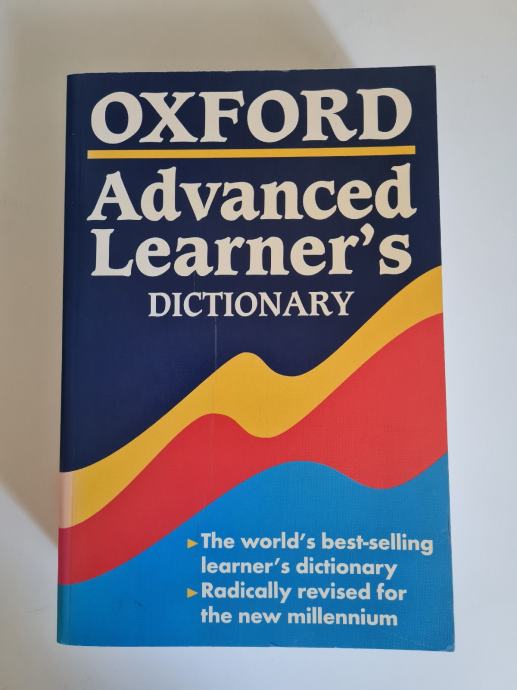 OXFORD
Advanced
Learner's
DICTIONARY
▸The world's best-selling
learner's dictionary
▸Radically revised for
the new millennium